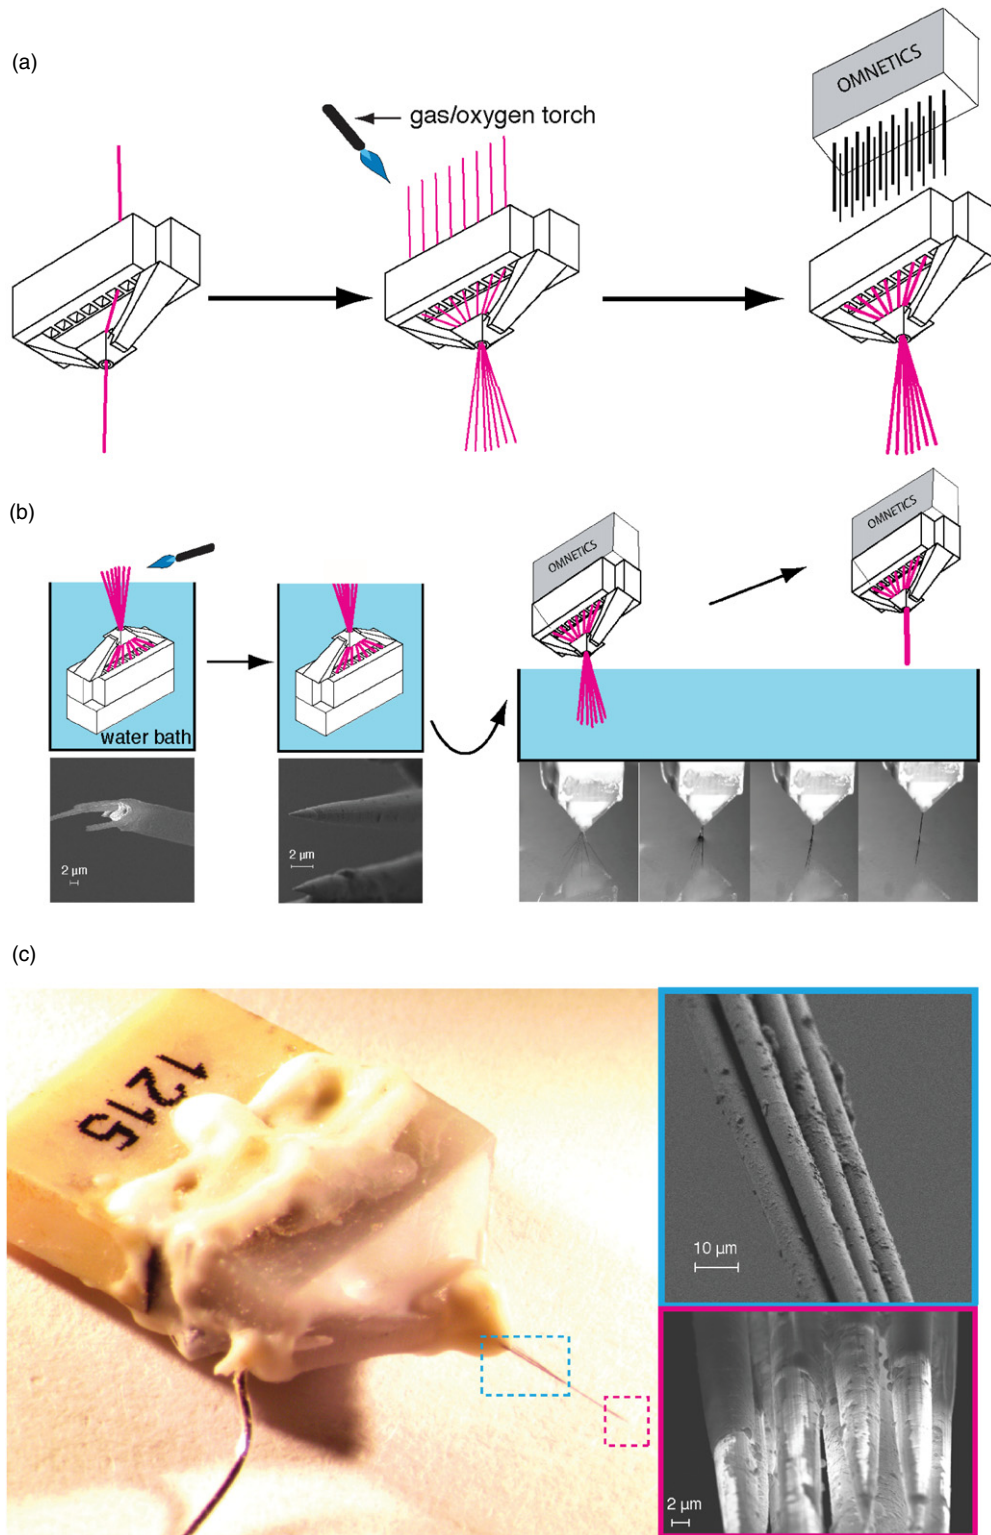 (a)
gas/oxygen torch
OMNETICS
(b)
OMNETICS
OMNETICS
water bath
2 µm
2 µm
(c)
1215
10 µm
2 µm